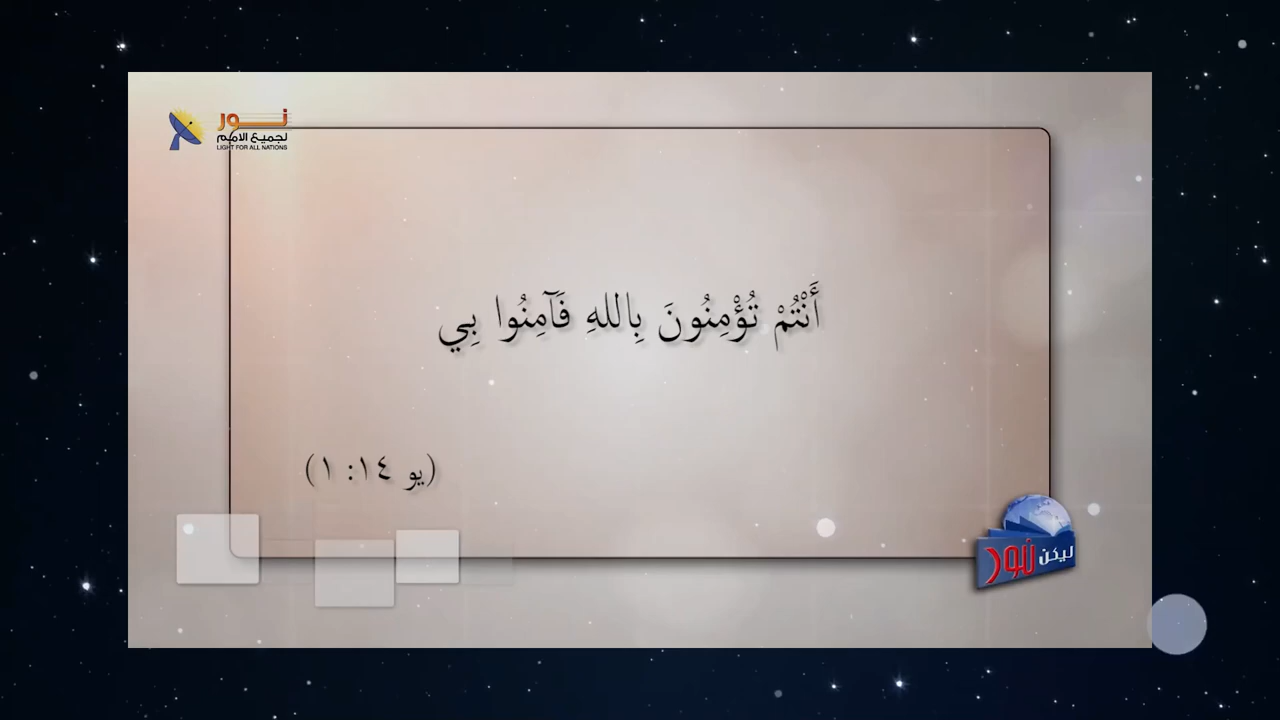 نور
لجميع الامم
LIGHT FOR ALL NATIONS
أَنْتُمْ تُؤْمِنُونَ بِاللهِ فَآمِنُوا بِي
(يو ١٤: ١)
ليكن نور